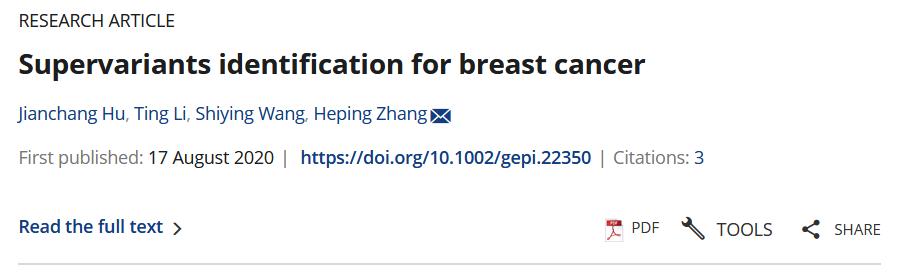 RESEARCH ARTICLE
Supervariants identification for breast cancer
Jianchang Hu, Ting Li, Shiying Wang, Heping Zhang
First published: 17 August 2020 | https://doi.org/10.1002/gepi.22350 | Citations: 3
Read the full text
PDF TOOLS SHARE